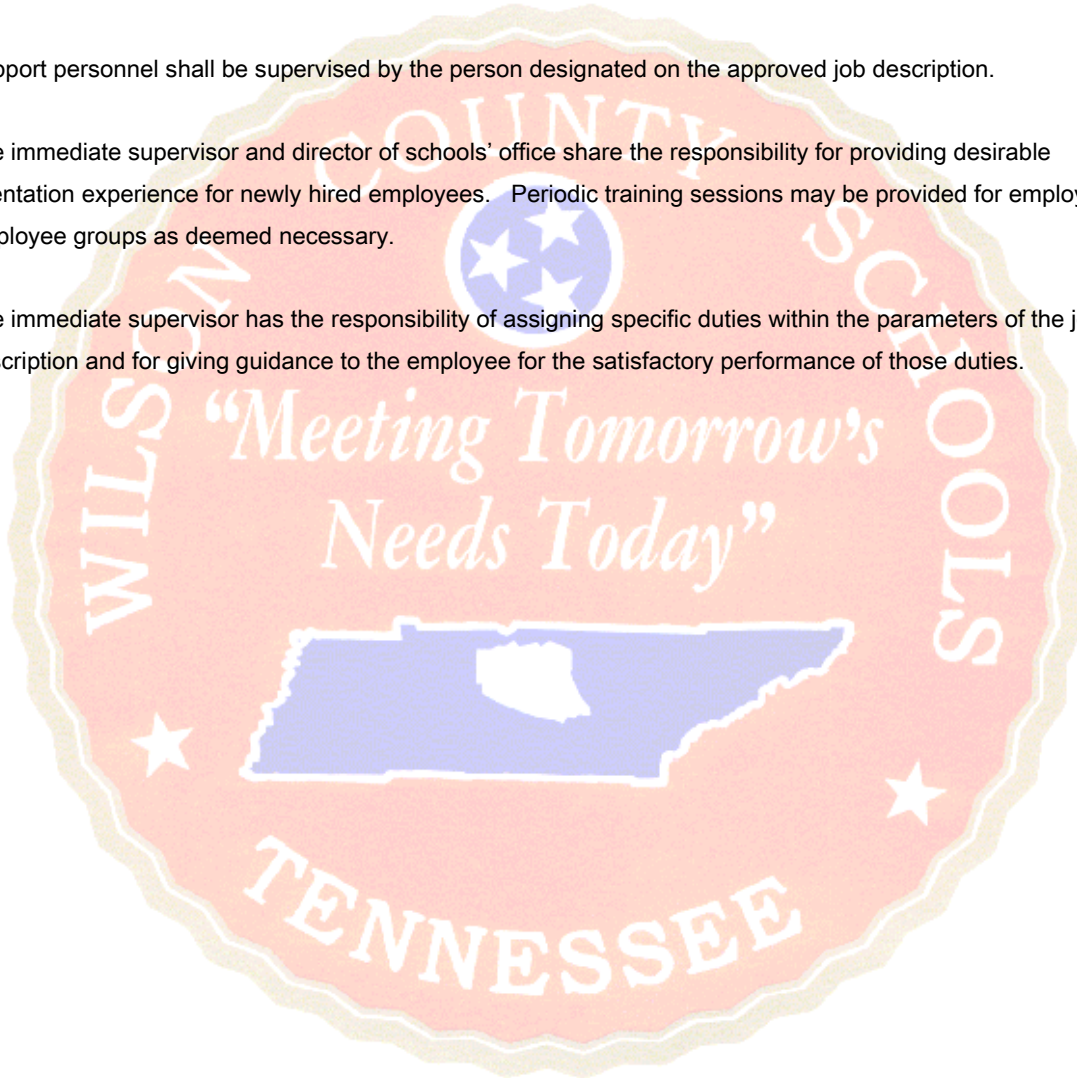 pport personnel shall be supervised by the person designated on the approved job description.
e immediate supervisor and director of schools’ office share the responsibility for providing desirable
entation experience for newly hired employees. Periodic training sessions may be provided for employ
ployee groups as deemed necessary.
e immediate supervisor has the responsibility of assigning specific duties within the parameters of the j
scription and for giving guidance to the employee for the satisfactory performance of those duties.
WILSON COUNTY SCHOOLS
“Meeting Tomorrow's
Needs Today”
TENNESSEE